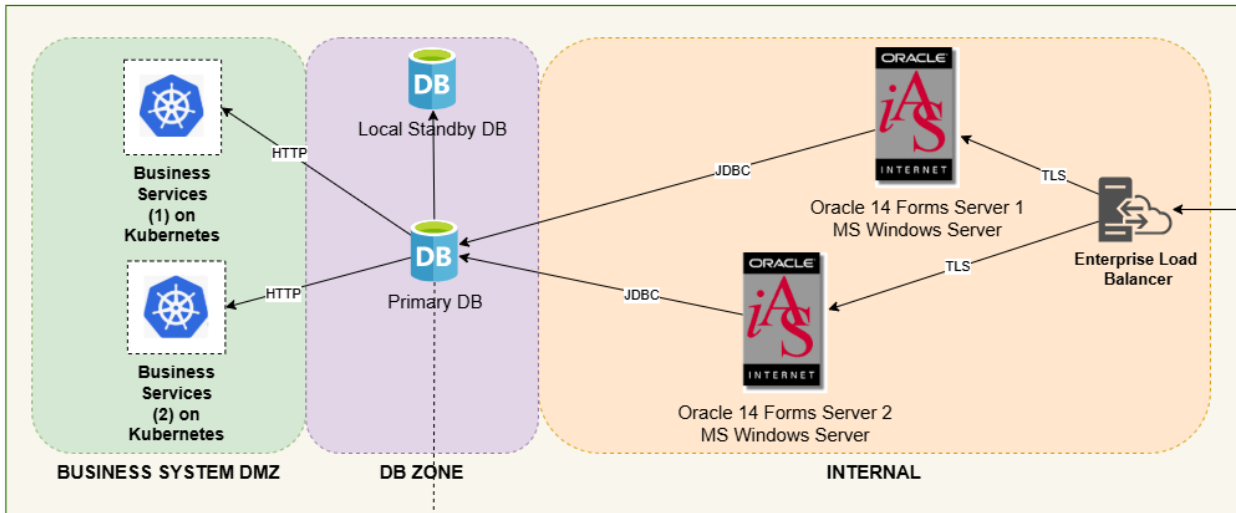 HTTP
Business
Services
(1) on
Kubernetes
HTTP
Business
Services
(2) on
Kubernetes
BUSINESS SYSTEM DMZ
DB
Local Standby DB
DB
Primary DB
DB ZONE
ORACLE
iAS
INTERNET
Oracle 14 Forms Server 1
MS Windows Server
JDBC
TLS
ORACLE
iAS
INTERNET
Oracle 14 Forms Server 2
MS Windows Server
JDBC
TLS
Enterprise Load
Balancer
INTERNAL